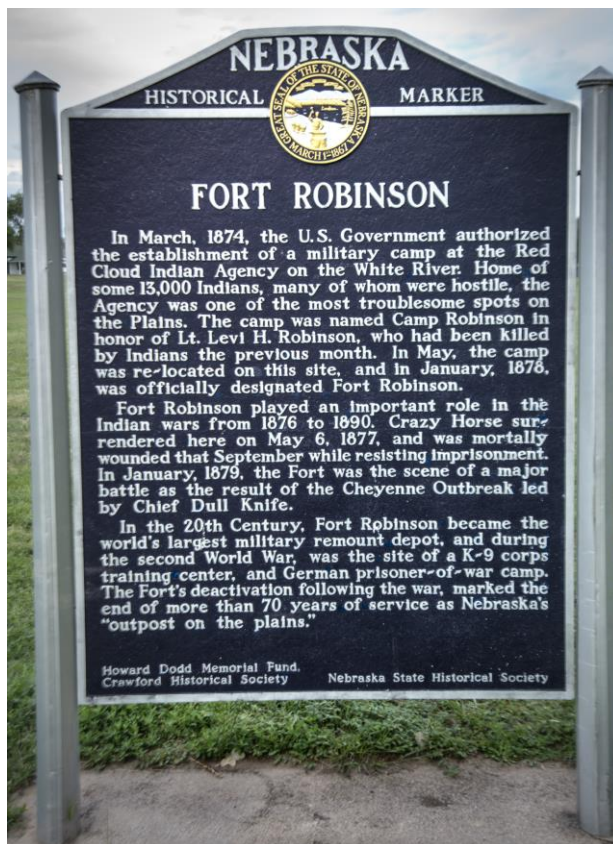 NEBRASKA
HISTORICAL MARKER
GREAT SEAL OF THE STATE OF NEBRASKA
MARCH 1ST 1867
FORT ROBINSON
In March, 1874, the U.S. Government authorized
the establishment of a military camp at the Red
Cloud Indian Agency on the White River. Home of
some 13,000 Indians, many of whom were hostile, the
Agency was one of the most troublesome spots on
the Plains. The camp was named Camp Robinson in
honor of Lt. Levi H. Robinson, who had been killed
by Indians the previous month. In May, the camp
was re-located on this site, and in January, 1878,
was officially designated Fort Robinson.
Fort Robinson played an important role in the
Indian wars from 1876 to 1890. Crazy Horse sur-
rendered here on May 6, 1877, and was mortally
wounded that September while resisting imprisonment.
In January, 1879, the Fort was the scene of a major
battle as the result of the Cheyenne Outbreak led
by Chief Dull Knife.
In the 20th Century, Fort Robinson became the
world's largest military remount depot, and during
the second World War, was the site of a K-9 corps
training center, and German prisoner-of-war camp.
The Fort's deactivation following the war, marked the
end of more than 70 years of service as Nebraska's
"outpost on the plains."
Howard Dodd Memorial Fund.
Crawford Historical Society Nebraska State Historical Society